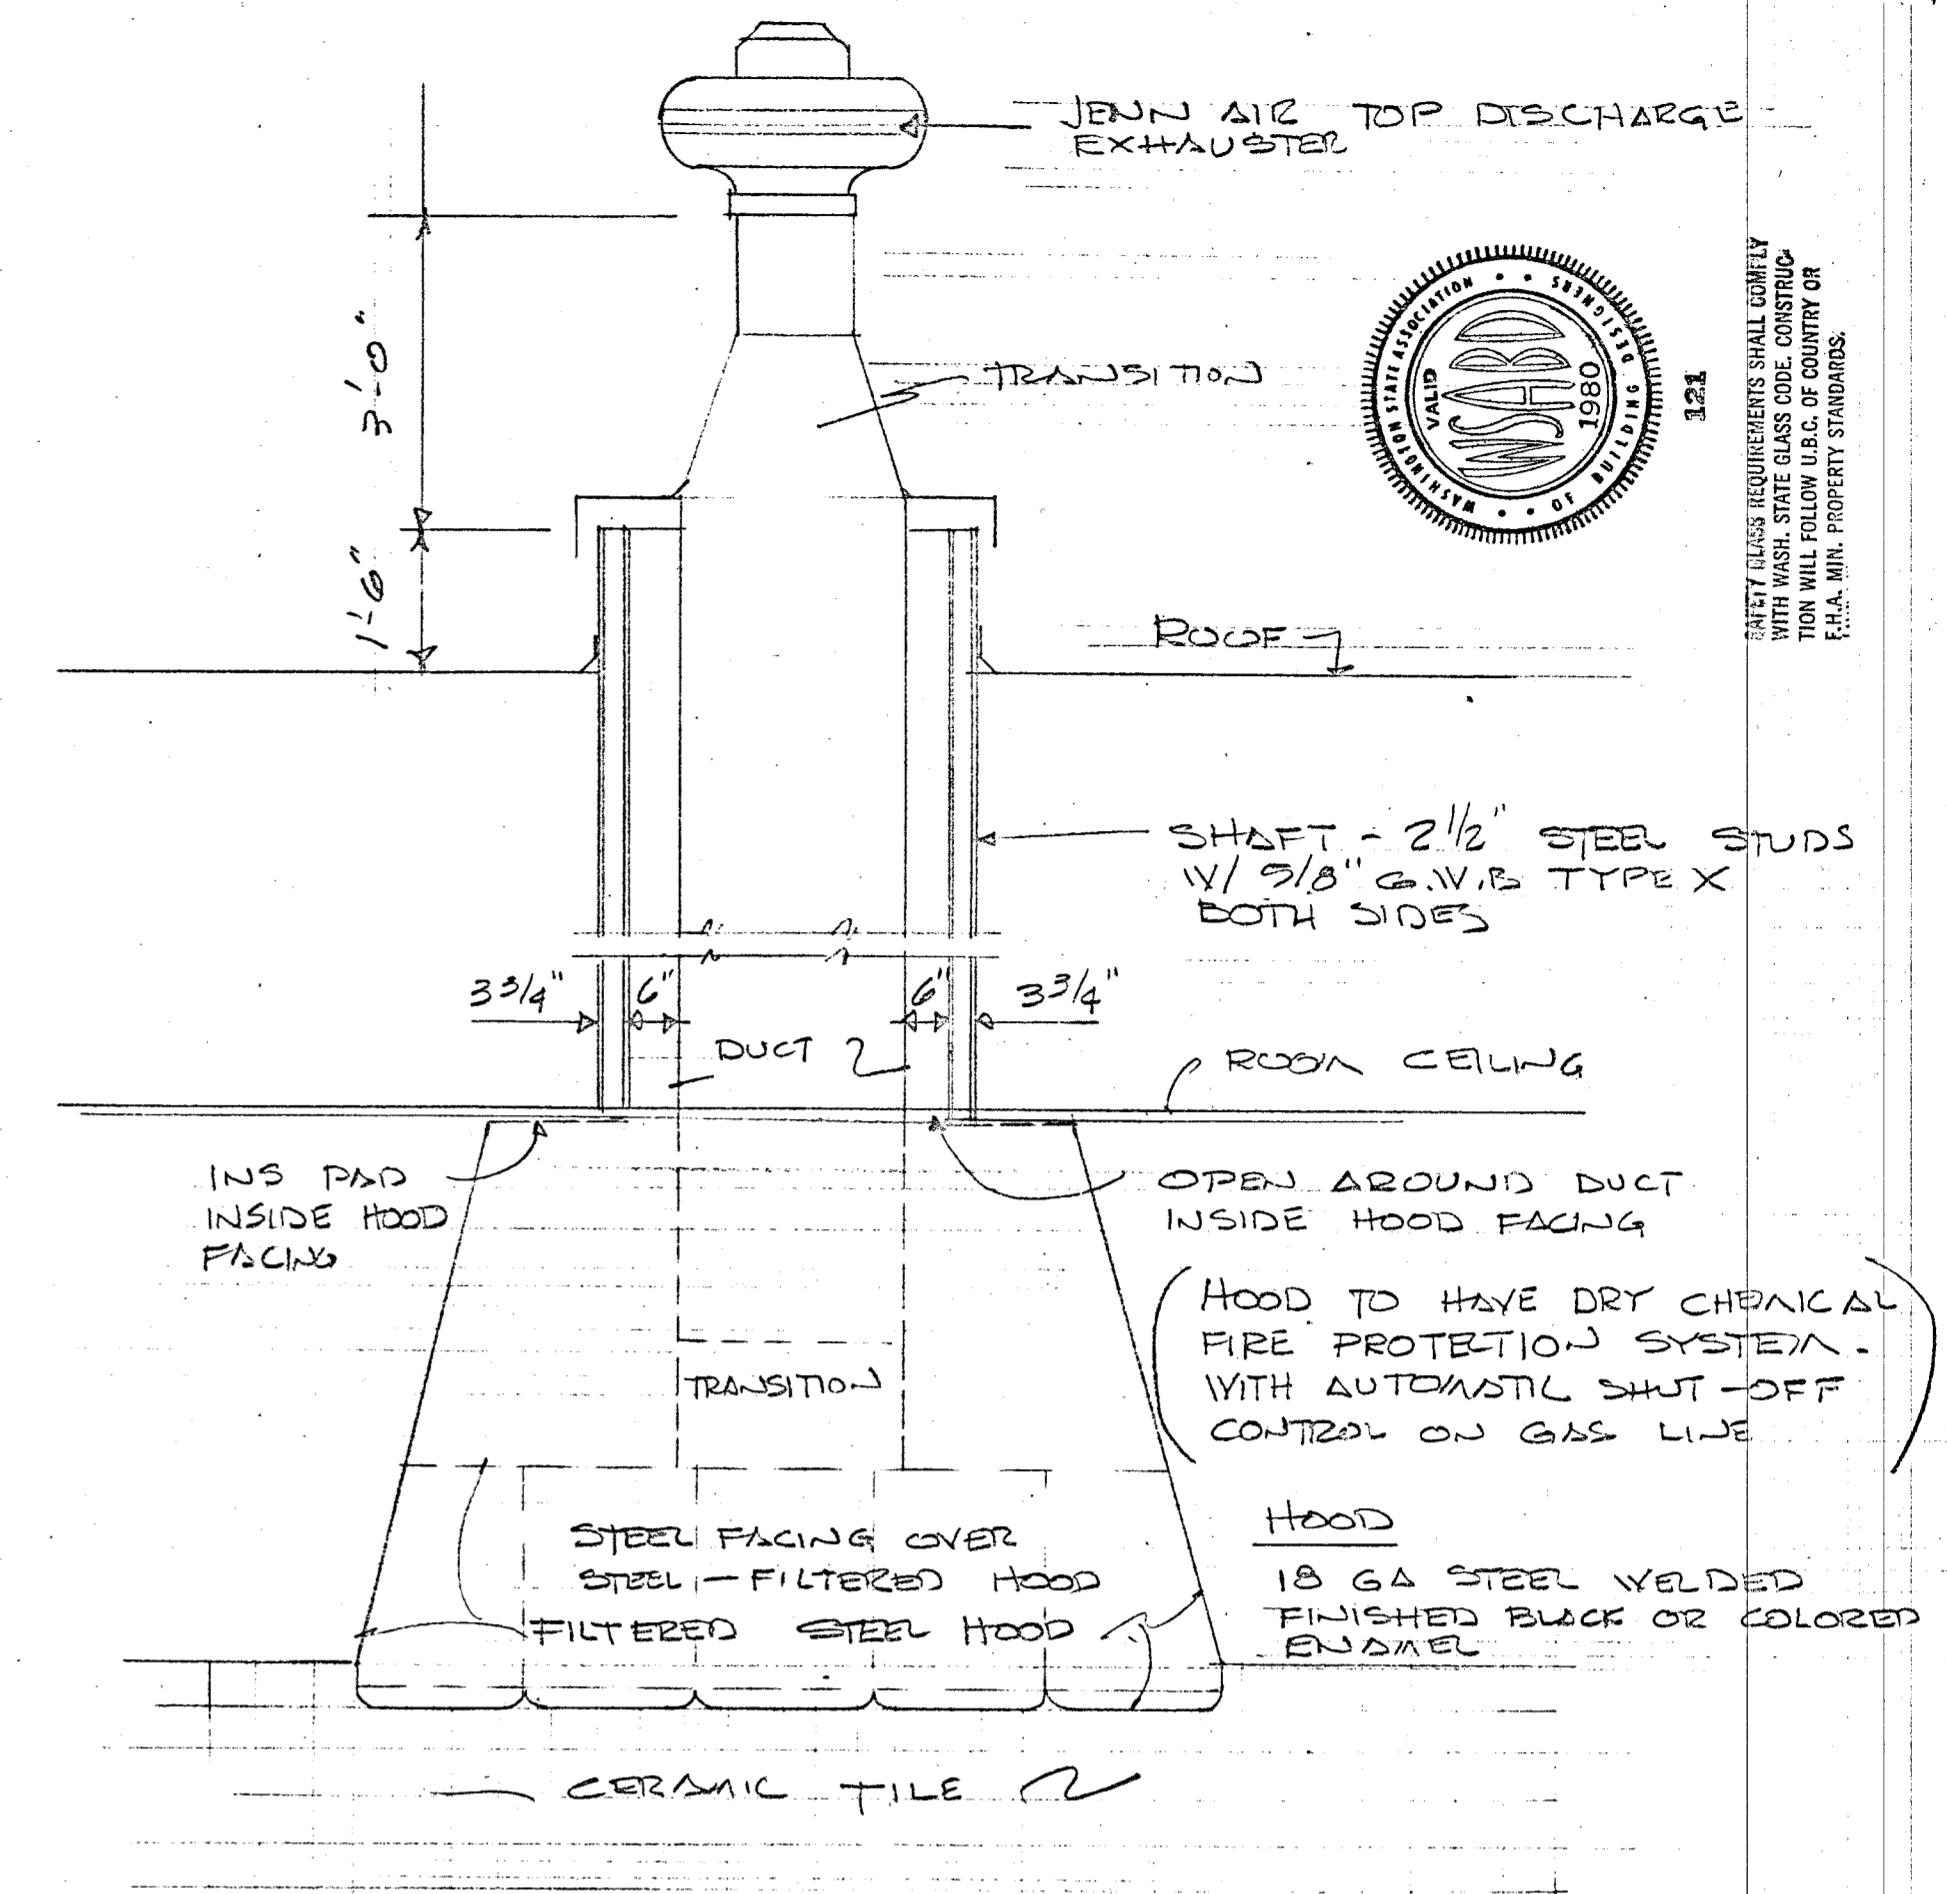 JENN AIR TOP DISCHARGE
EXHAUSTER
3'-0"
TRANSITION
WASHINGTON STATE ASSOCIATION
OF BUILDING DESIGNERS
VALID
WSABD
1980
121
SAFETY GLASS REQUIREMENTS SHALL COMPLY
WITH WASH. STATE GLASS CODE. CONSTRUC-
TION WILL FOLLOW U.B.C. OF COUNTRY OR
F.H.A. MIN. PROPERTY STANDARDS.
1'-6"
ROOF
SHAFT - 2 1/2" STEEL STUDS
W/ 5/8" G.W.B TYPE X
BOTH SIDES
3 3/4" 6" 6" 3 3/4"
DUCT
ROOM CEILING
INS PAD
INSIDE HOOD
FACING
OPEN AROUND DUCT
INSIDE HOOD FACING
HOOD TO HAVE DRY CHEMICAL
FIRE PROTECTION SYSTEM -
WITH AUTOMATIC SHUT-OFF
CONTROL ON GAS LINE
TRANSITION
STEEL FACING OVER
STEEL - FILTERED HOOD
FILTERED STEEL HOOD
HOOD
18 GA STEEL WELDED
FINISHED BLACK OR COLORED
ENAMEL
CERAMIC TILE